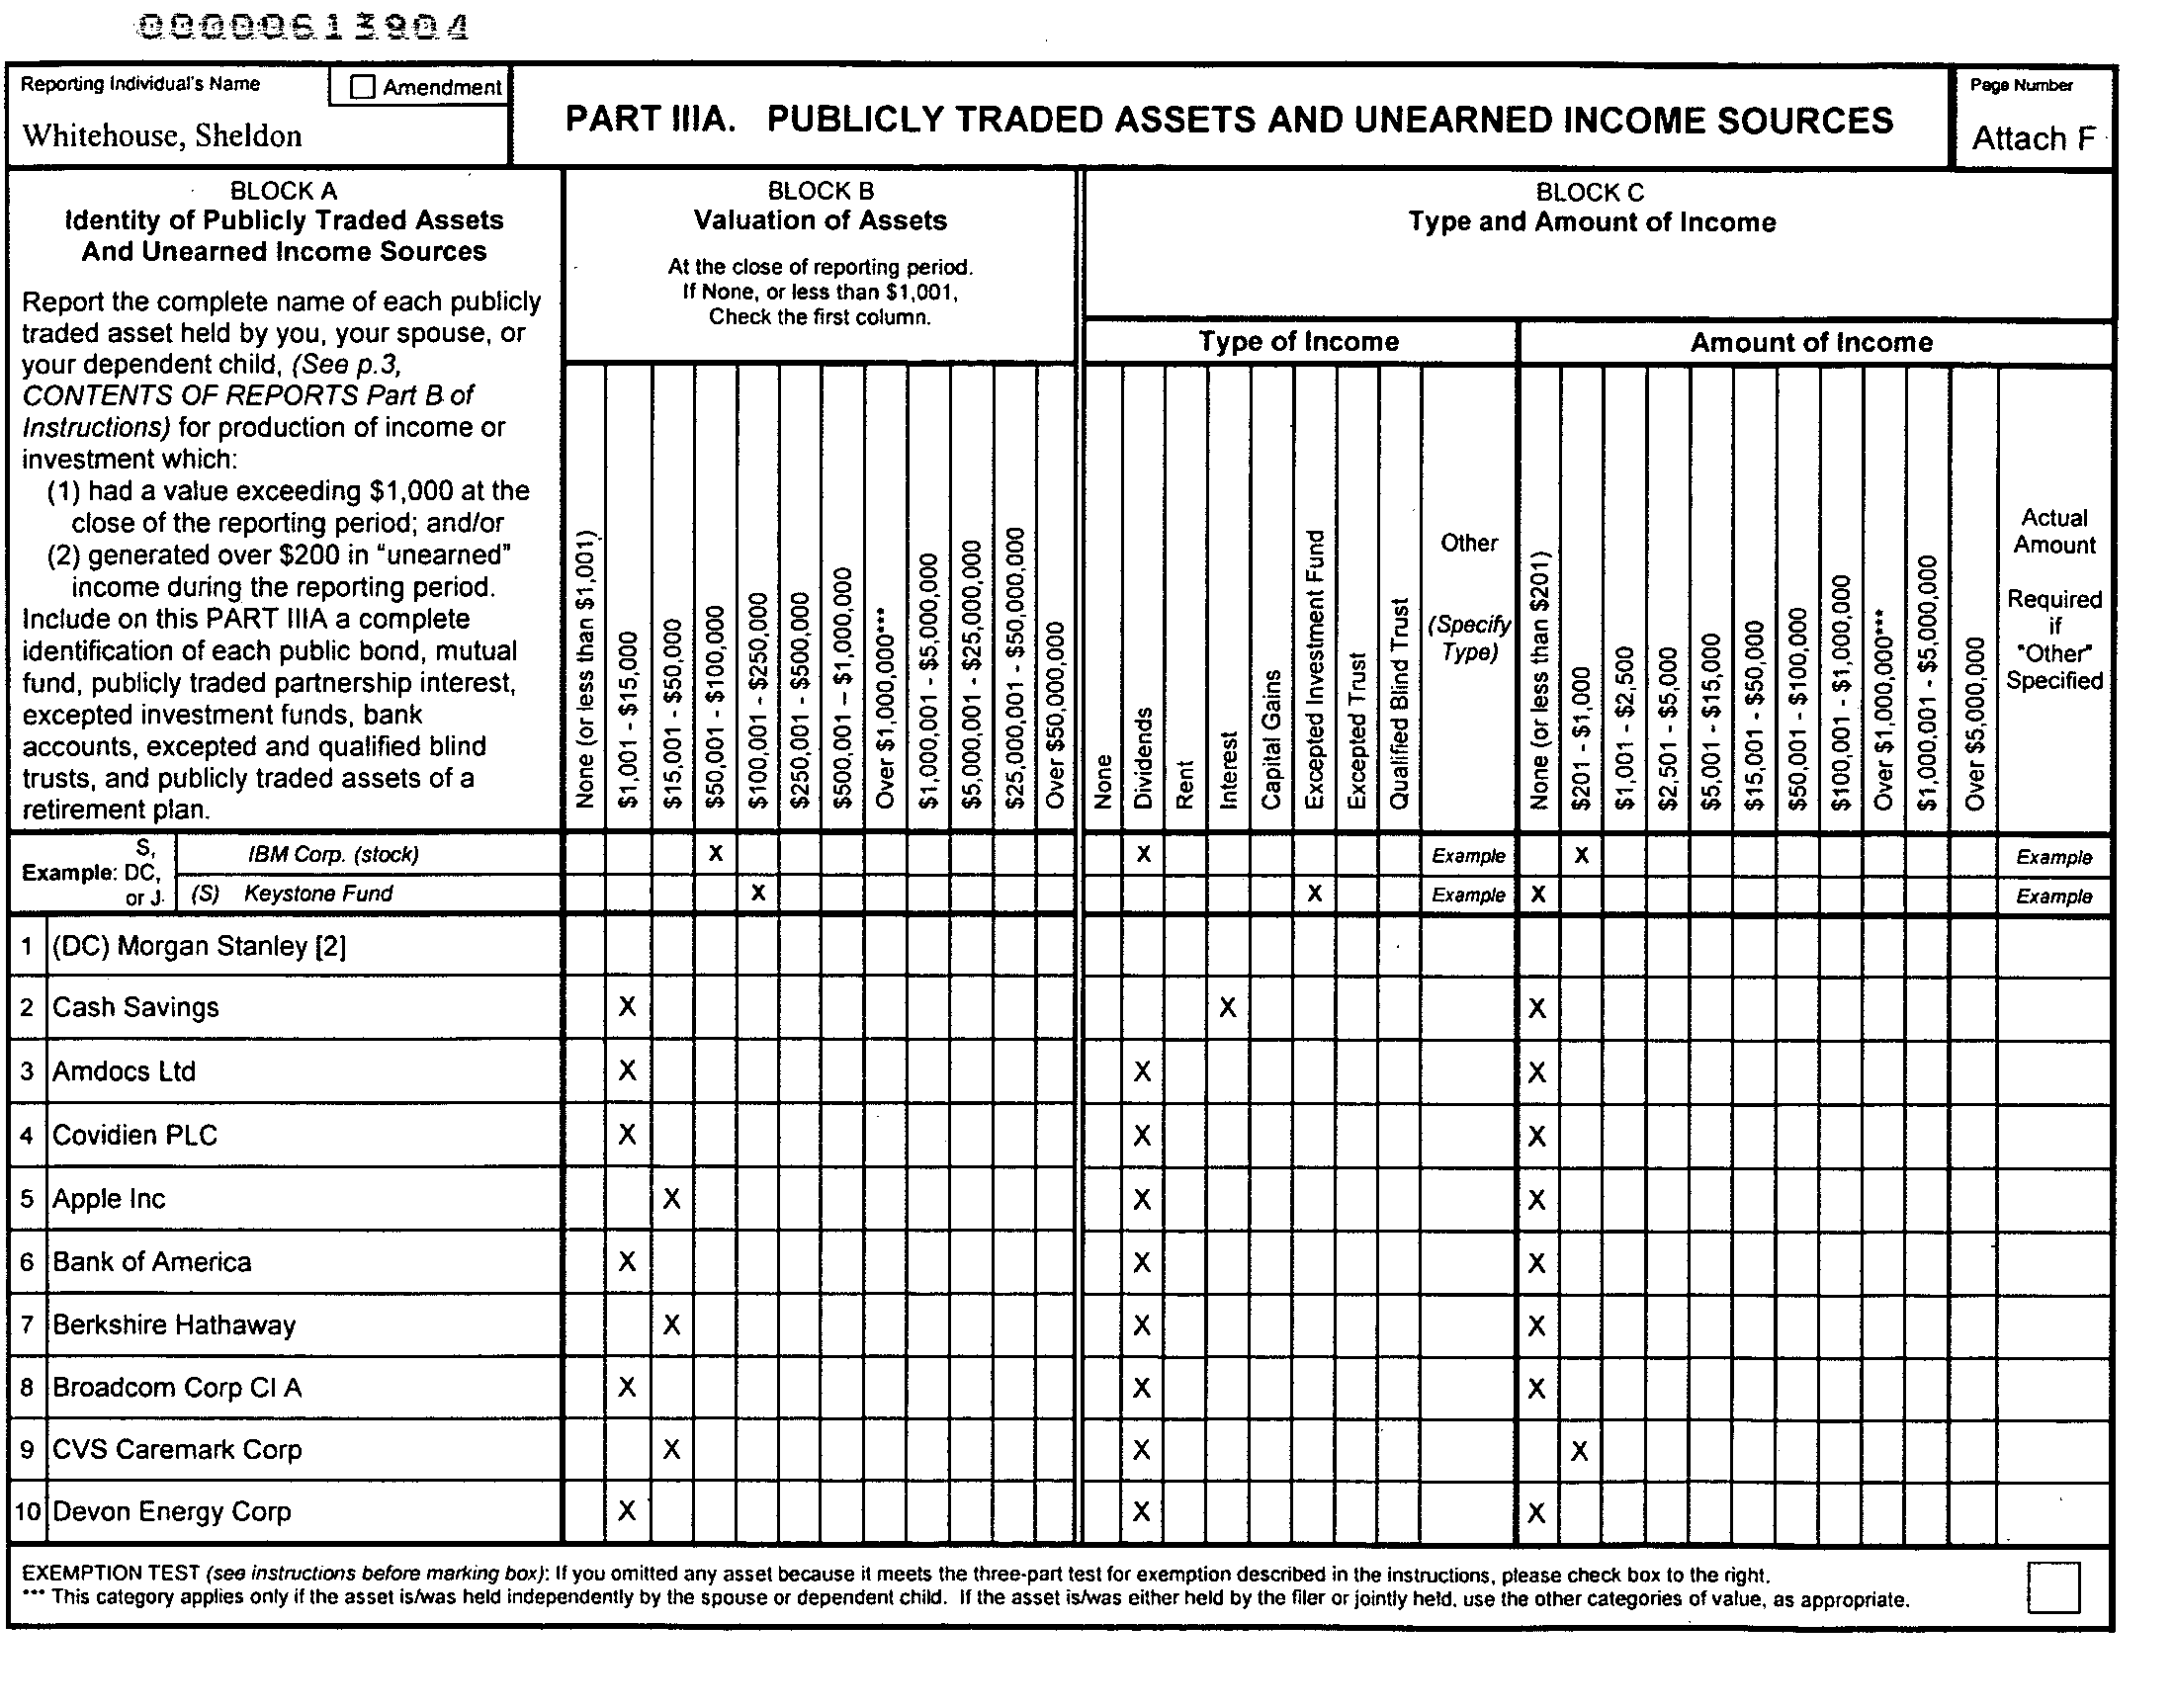 00000613904
Reporting Individual's Name
Amendment
Whitehouse, Sheldon
PART IIIA. PUBLICLY TRADED ASSETS AND UNEARNED INCOME SOURCES
Page Number
Attach F
BLOCK A
Identity of Publicly Traded Assets
And Unearned Income Sources
Report the complete name of each publicly
traded asset held by you, your spouse, or
your dependent child, (See p.3,
CONTENTS OF REPORTS Part B of
Instructions) for production of income or
investment which:
(1) had a value exceeding $1,000 at the
close of the reporting period; and/or
(2) generated over $200 in "unearned"
income during the reporting period.
Include on this PART IIIA a complete
identification of each public bond, mutual
fund, publicly traded partnership interest,
excepted investment funds, bank
accounts, excepted and qualified blind
trusts, and publicly traded assets of a
retirement plan.
BLOCK B
Valuation of Assets
At the close of reporting period.
If None, or less than $1,001,
Check the first column.
None (or less than $1,001)
$1,001 - $15,000
$15,001 - $50,000
$50,001 - $100,000
$100,001 - $250,000
$250,001 - $500,000
$500,001 – $1,000,000
Over $1,000,000***
$1,000,001 - $5,000,000
$5,000,001 - $25,000,000
$25,000,001 - $50,000,000
Over $50,000,000
BLOCK C
Type and Amount of Income
Type of Income
None
Dividends
Rent
Interest
Capital Gains
Excepted Investment Fund
Excepted Trust
Qualified Blind Trust
Other
(Specify
Type)
Amount of Income
None (or less than $201)
$201 - $1,000
$1,001 - $2,500
$2,501 - $5,000
$5,001 - $15,000
$15,001 - $50,000
$50,001 - $100,000
$100,001 - $1,000,000
Over $1,000,000***
$1,000,001 - $5,000,000
Over $5,000,000
Actual
Amount
Required
if
"Other"
Specified
Example:
S,
DC,
or J
IBM Corp. (stock) X X Example X Example
(S) Keystone Fund X X Example X Example
1 (DC) Morgan Stanley [2]
2 Cash Savings X X X
3 Amdocs Ltd X X X
4 Covidien PLC X X X
5 Apple Inc X X X
6 Bank of America X X X
7 Berkshire Hathaway X X X
8 Broadcom Corp Cl A X X X
9 CVS Caremark Corp X X X
10 Devon Energy Corp X X X
EXEMPTION TEST (see instructions before marking box): If you omitted any asset because it meets the three-part test for exemption described in the instructions, please check box to the right.
*** This category applies only if the asset is/was held independently by the spouse or dependent child. If the asset is/was either held by the filer or jointly held, use the other categories of value, as appropriate.